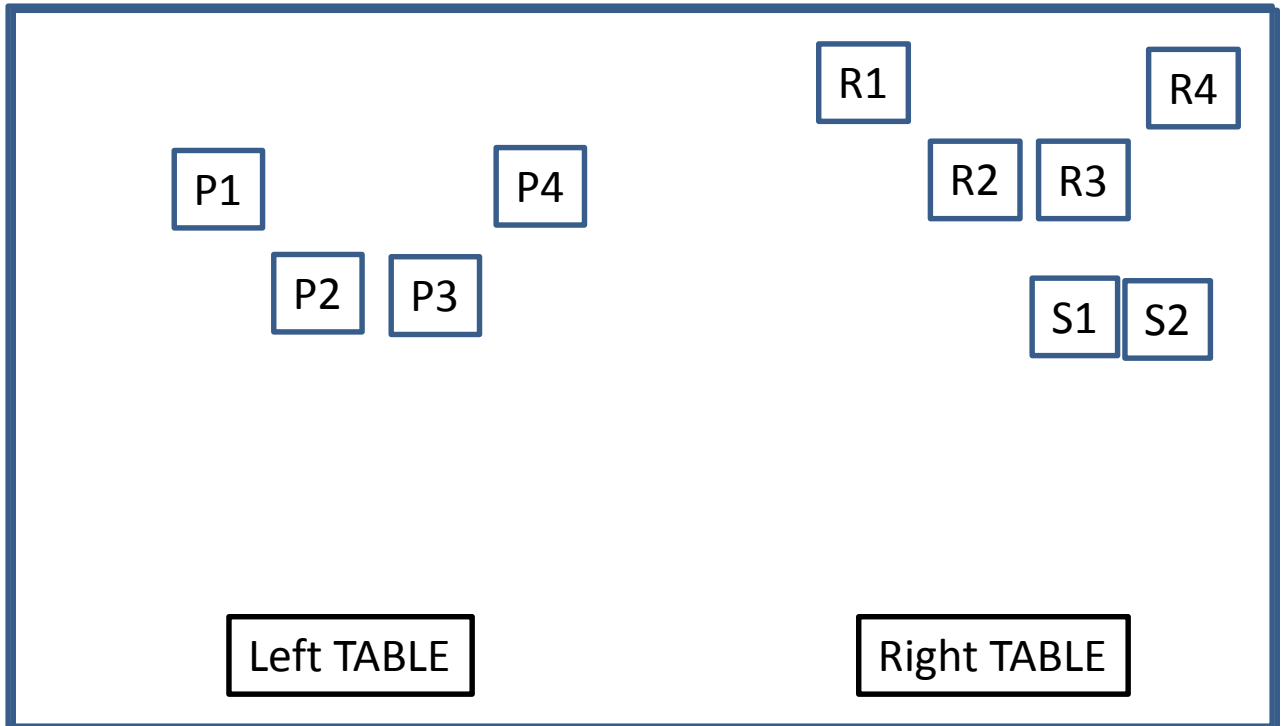 R1
R4
P1
P4
R2
R3
P2
P3
S1
S2
Left TABLE
Right TABLE